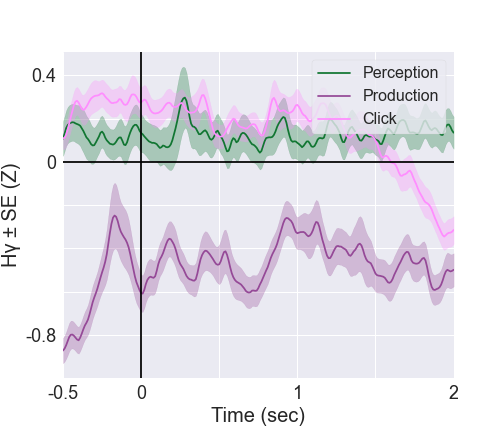 Perception
Production
Click
0.4
0
-0.8
Hγ ± SE (Z)
-0.5
0
1
2
Time (sec)